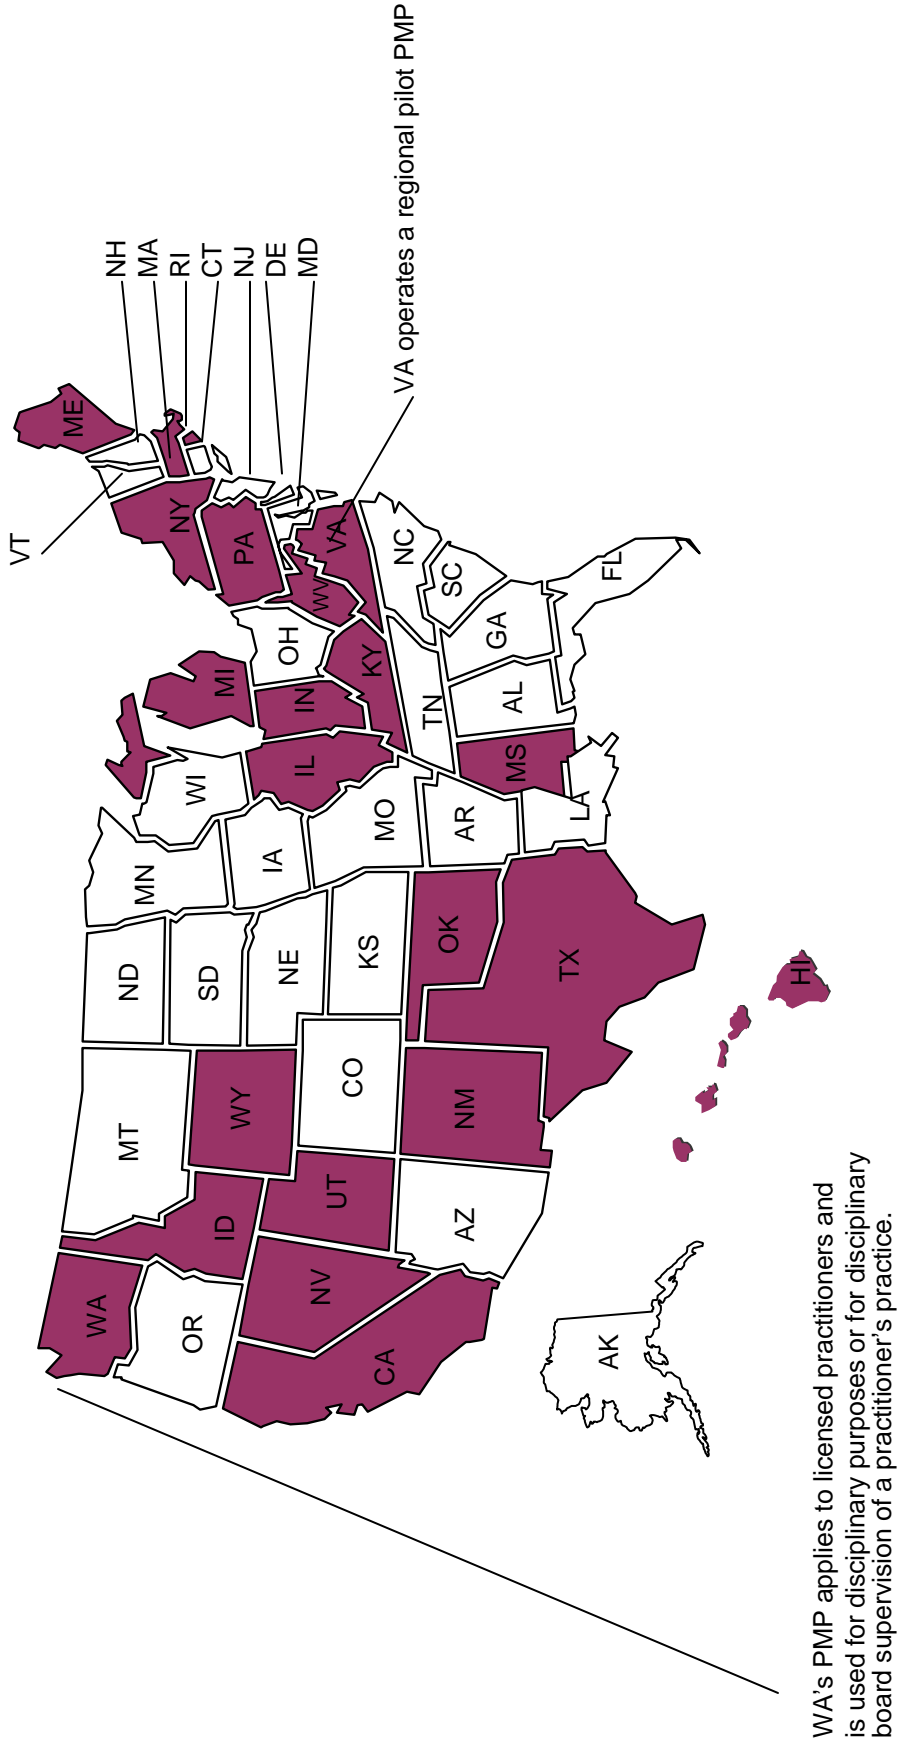 VT
NH
MA
RI
CT
NJ
DE
MD
WA
MT
ND
MN
ME
OR
ID
WY
SD
WI
MI
NY
NV
UT
CO
NE
IA
IL
IN
OH
PA
CA
AZ
NM
KS
MO
KY
WV
VA
OK
AR
TN
NC
TX
LA
MS
AL
GA
SC
FL
AK
HI
VA operates a regional pilot PMP
WA's PMP applies to licensed practitioners and
is used for disciplinary purposes or for disciplinary
board supervision of a practitioner's practice.